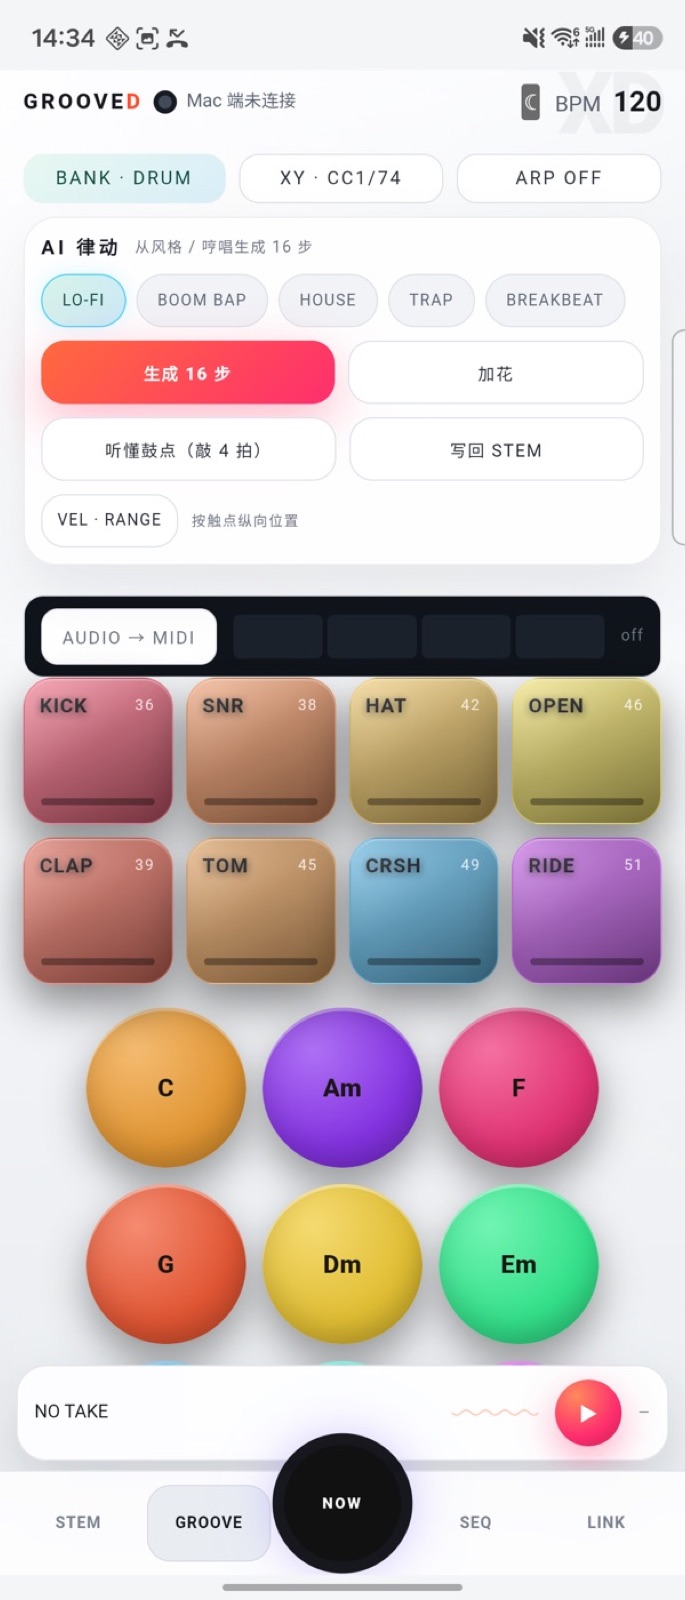 14:34 5G 6 40
GROOVED Mac 端未连接 BPM 120
XD
BANK · DRUM XY · CC1/74 ARP OFF
AI 律动 从风格 / 哼唱生成 16 步
LO-FI BOOM BAP HOUSE TRAP BREAKBEAT
生成 16 步 加花
听懂鼓点（敲 4 拍） 写回 STEM
VEL · RANGE 按触点纵向位置
AUDIO → MIDI off
KICK 36 SNR 38 HAT 42 OPEN 46
CLAP 39 TOM 45 CRSH 49 RIDE 51
C Am F
G Dm Em
NO TAKE –
STEM GROOVE NOW SEQ LINK